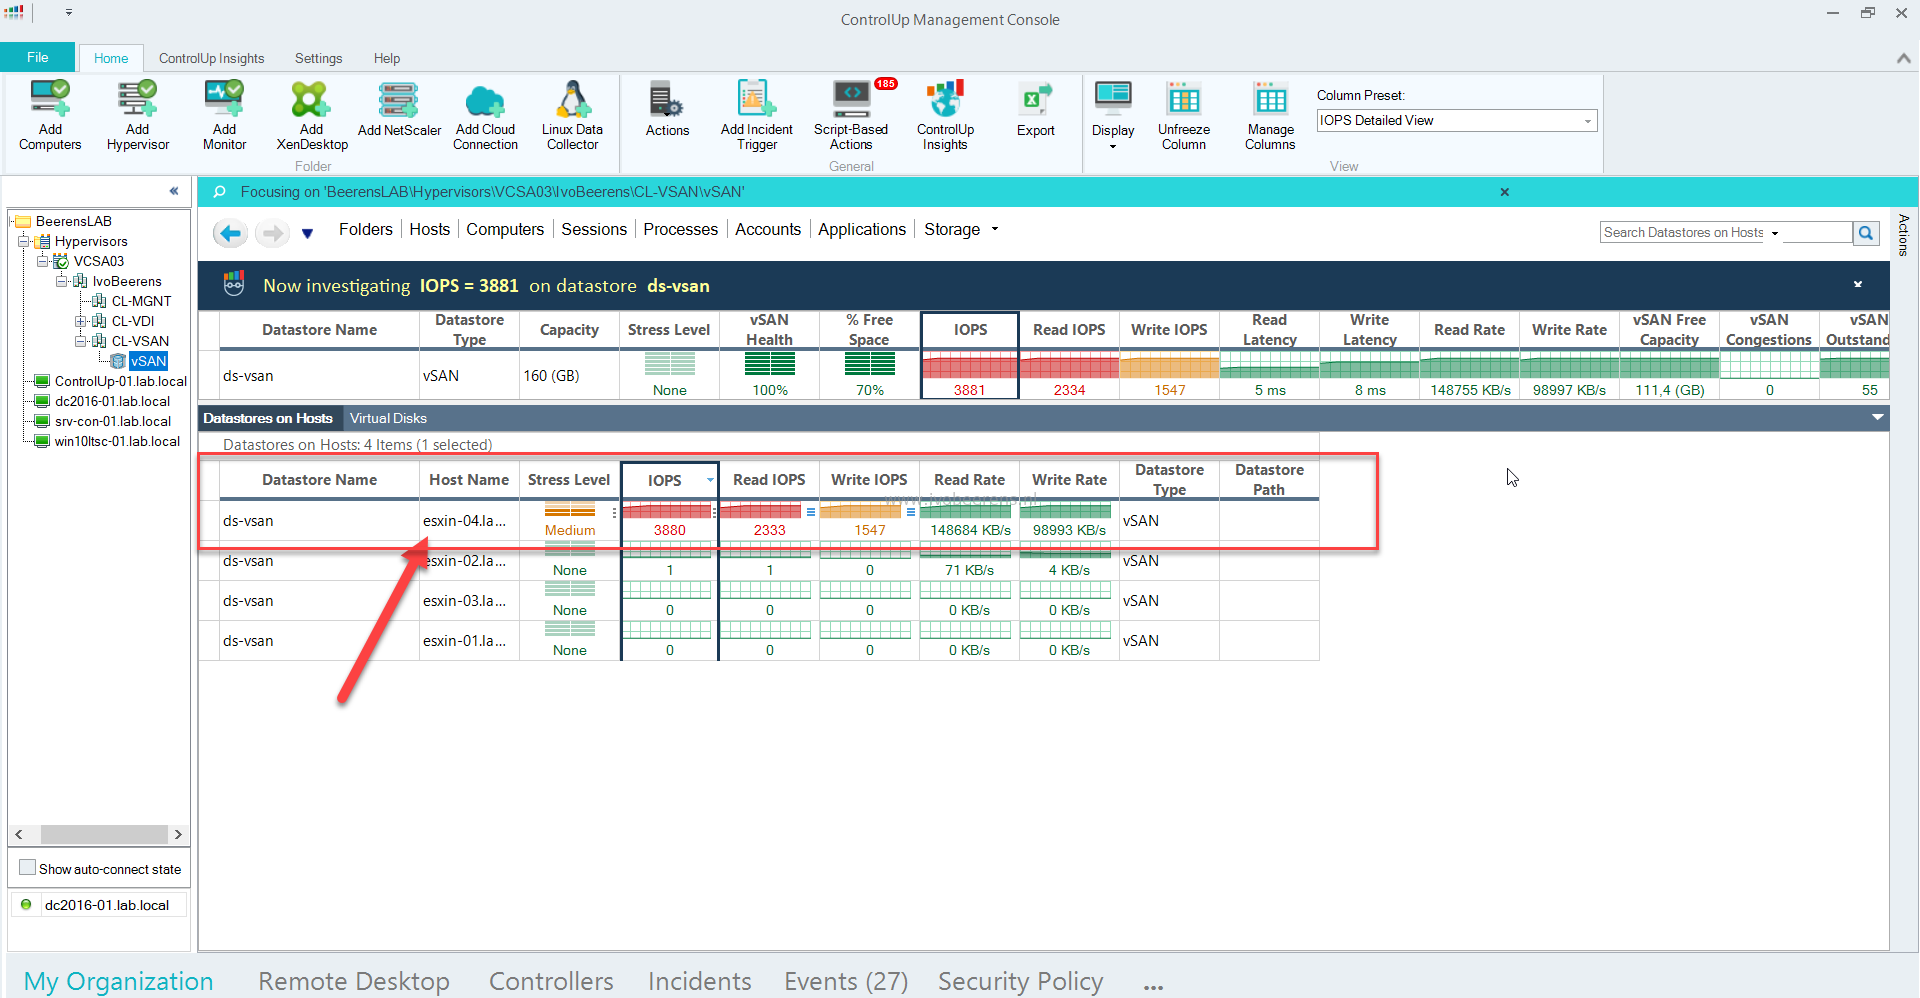 ControlUp Management Console
File Home ControlUp Insights Settings Help
Add Computers
Add Hypervisor
Add Monitor
Add XenDesktop
Add NetScaler
Add Cloud Connection
Linux Data Collector
Folder
Actions
Add Incident Trigger
Script-Based Actions
185
ControlUp Insights
Export
General
Display
Unfreeze Column
Manage Columns
Column Preset:
IOPS Detailed View
View
«
Focusing on 'BeerensLAB\Hypervisors\VCSA03\IvoBeerens\CL-VSAN\vSAN'
BeerensLAB
Hypervisors
VCSA03
IvoBeerens
CL-MGNT
CL-VDI
CL-VSAN
vSAN
ControlUp-01.lab.local
dc2016-01.lab.local
srv-con-01.lab.local
win10ltsc-01.lab.local
Show auto-connect state
dc2016-01.lab.local
Folders Hosts Computers Sessions Processes Accounts Applications Storage
Search Datastores on Hosts
Actions
Now investigating IOPS = 3881 on datastore ds-vsan
Datastore Name Datastore Type Capacity Stress Level vSAN Health % Free Space IOPS Read IOPS Write IOPS Read Latency Write Latency Read Rate Write Rate vSAN Free Capacity vSAN Congestions vSAN Outstand
ds-vsan vSAN 160 (GB) None 100% 70% 3881 2334 1547 5 ms 8 ms 148755 KB/s 98997 KB/s 111,4 (GB) 0 55
Datastores on Hosts Virtual Disks
Datastores on Hosts: 4 Items (1 selected)
Datastore Name Host Name Stress Level IOPS Read IOPS Write IOPS Read Rate Write Rate Datastore Type Datastore Path
www.ivobeerens.nl
ds-vsan esxin-04.la... Medium 3880 2333 1547 148684 KB/s 98993 KB/s vSAN
ds-vsan esxin-02.la... None 1 1 0 71 KB/s 4 KB/s vSAN
ds-vsan esxin-03.la... None 0 0 0 0 KB/s 0 KB/s vSAN
ds-vsan esxin-01.la... None 0 0 0 0 KB/s 0 KB/s vSAN
My Organization Remote Desktop Controllers Incidents Events (27) Security Policy ...